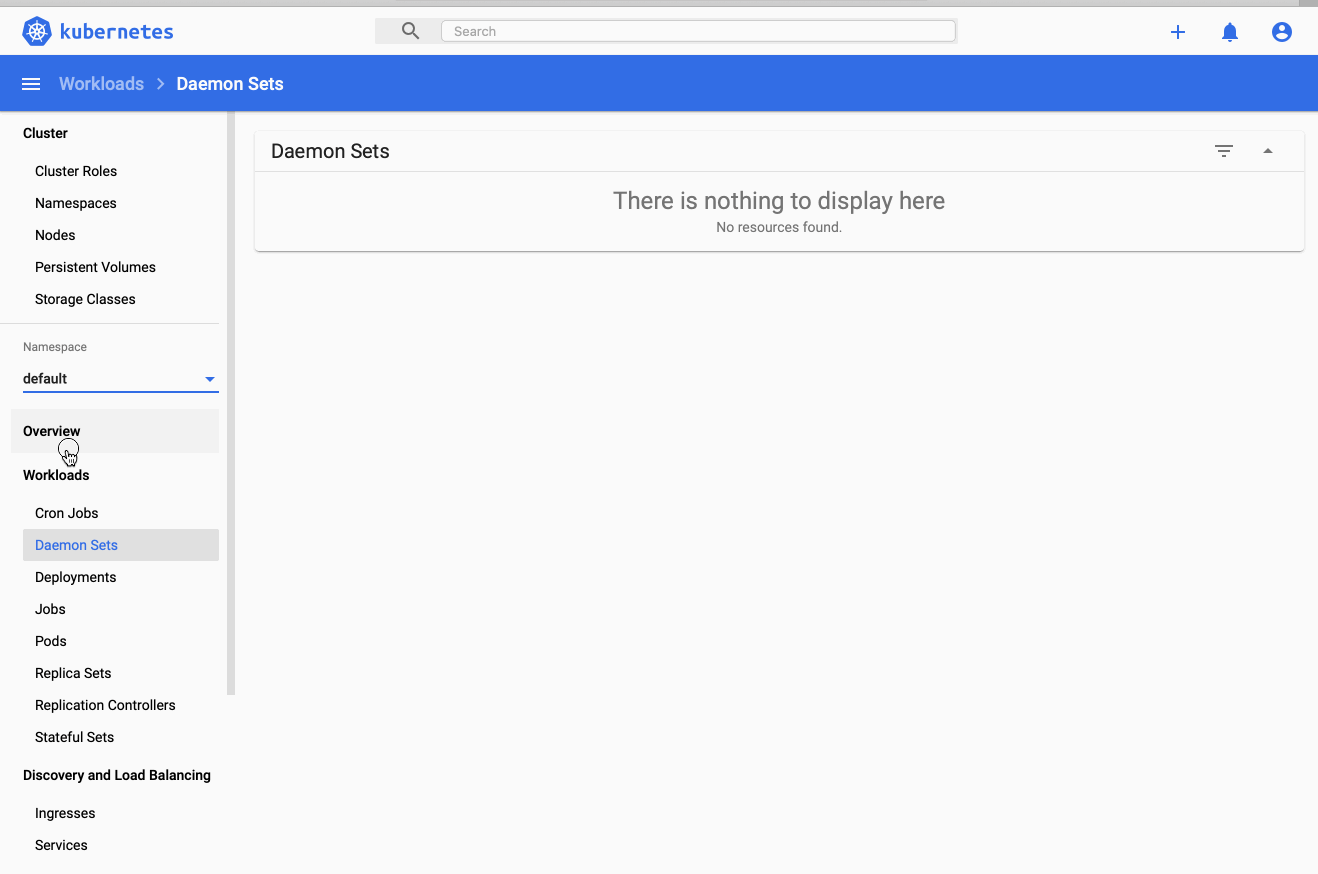 kubernetes
Search
Workloads > Daemon Sets
Cluster
Cluster Roles
Namespaces
Nodes
Persistent Volumes
Storage Classes
Namespace
default
Overview
Workloads
Cron Jobs
Daemon Sets
Deployments
Jobs
Pods
Replica Sets
Replication Controllers
Stateful Sets
Discovery and Load Balancing
Ingresses
Services
Daemon Sets
There is nothing to display here
No resources found.